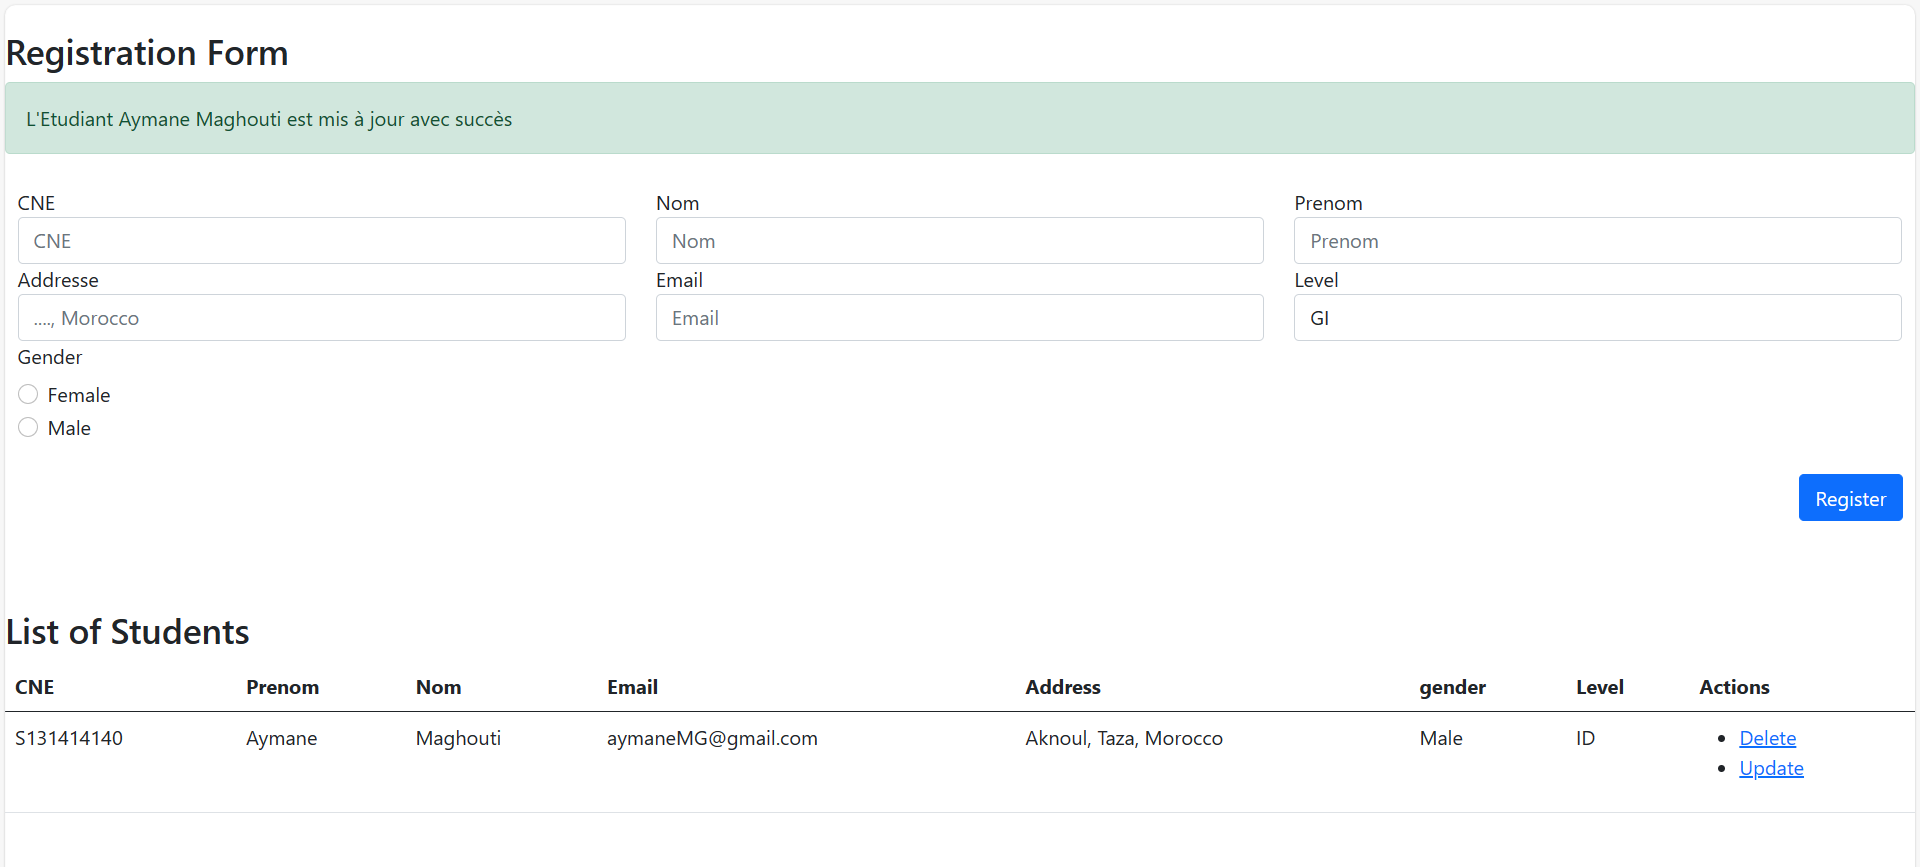 Registration Form
L'Etudiant Aymane Maghouti est mis à jour avec succès
CNE Nom Prenom
CNE Nom Prenom
Addresse Email Level
...., Morocco Email GI
Gender
Female
Male
Register
List of Students
CNE Prenom Nom Email Address gender Level Actions
S131414140 Aymane Maghouti aymaneMG@gmail.com Aknoul, Taza, Morocco Male ID Delete
Update